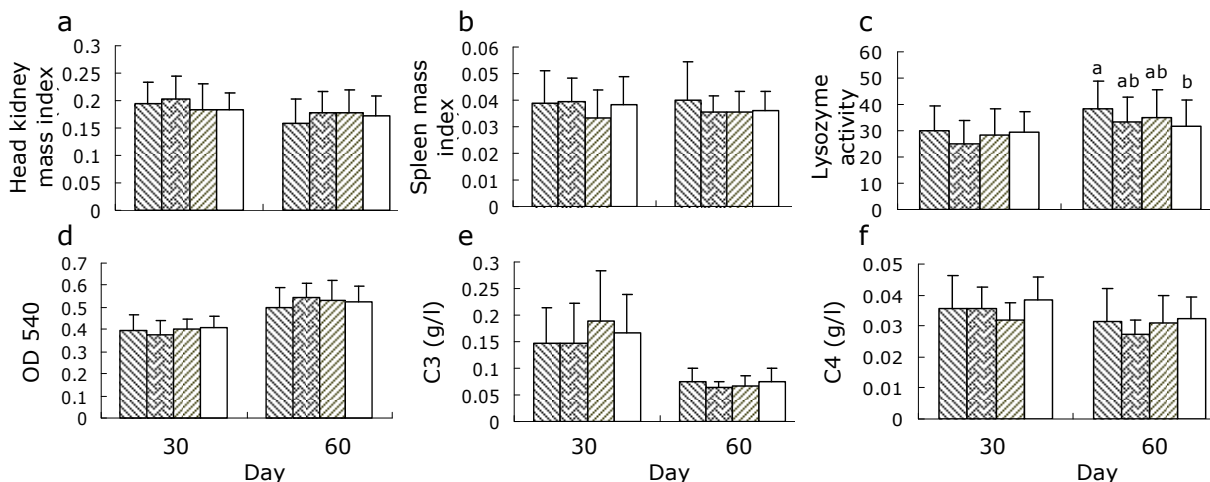 a
Head kidney
mass index
0.3
0.25
0.2
0.15
0.1
0.05
0
b
Spleen mass
index
0.06
0.05
0.04
0.03
0.02
0.01
0.00
c
Lysozyme
activity
60
50
40
30
20
10
0
a
ab
ab
b
d
OD 540
0.7
0.6
0.5
0.4
0.3
0.2
0.1
0
30
60
Day
e
C3 (g/l)
0.3
0.25
0.2
0.15
0.1
0.05
0
30
60
Day
f
C4 (g/l)
0.05
0.04
0.03
0.02
0.01
0
30
60
Day